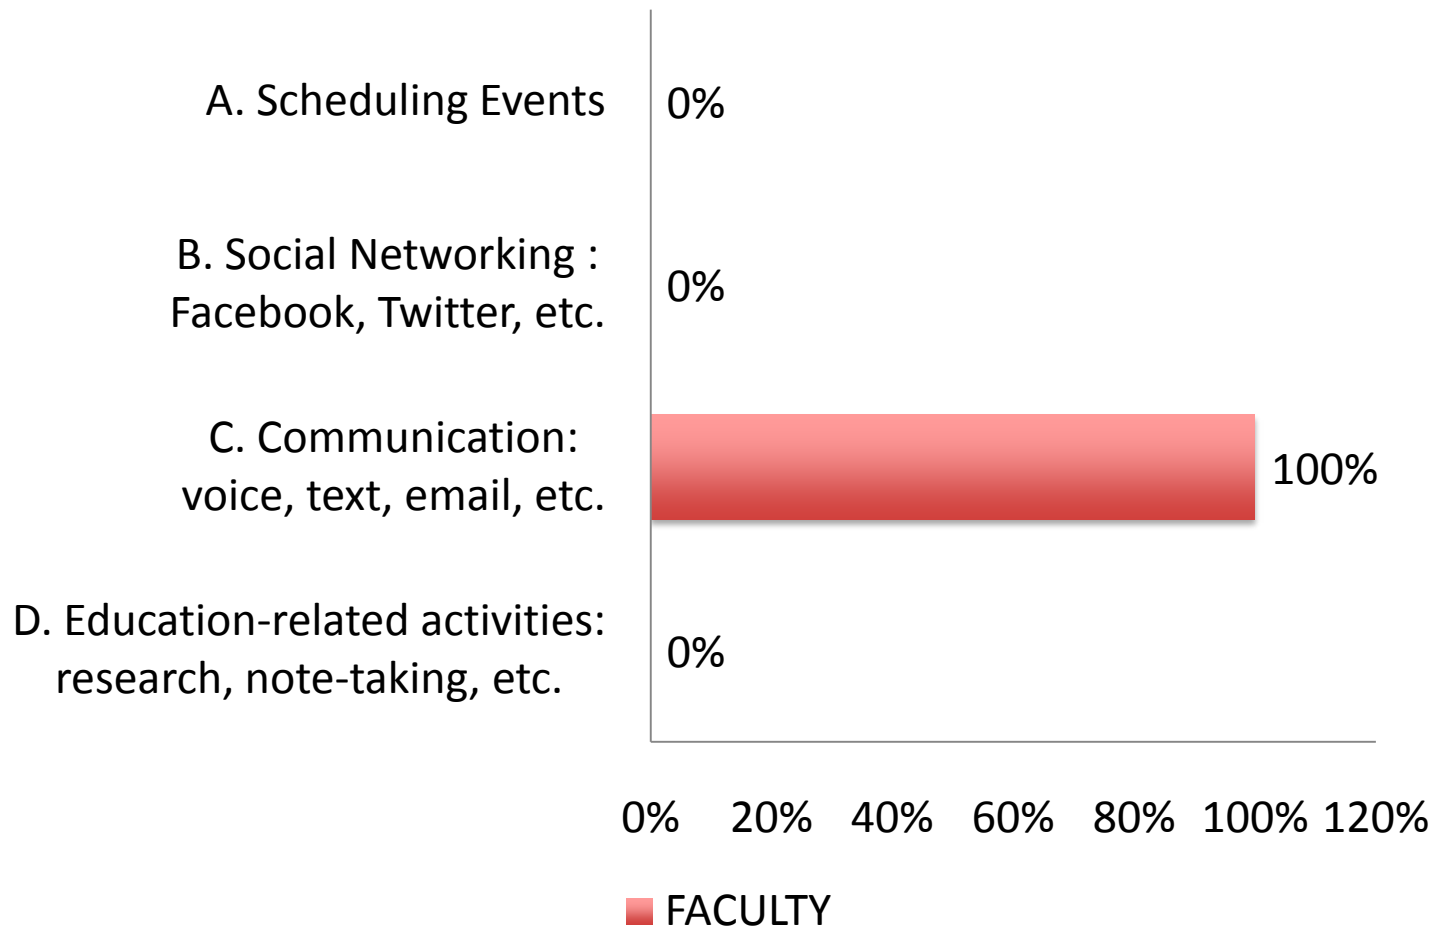 A. Scheduling Events
0%
B. Social Networking :
Facebook, Twitter, etc.
0%
C. Communication:
voice, text, email, etc.
100%
D. Education-related activities:
research, note-taking, etc.
0%
0% 20% 40% 60% 80% 100% 120%
FACULTY